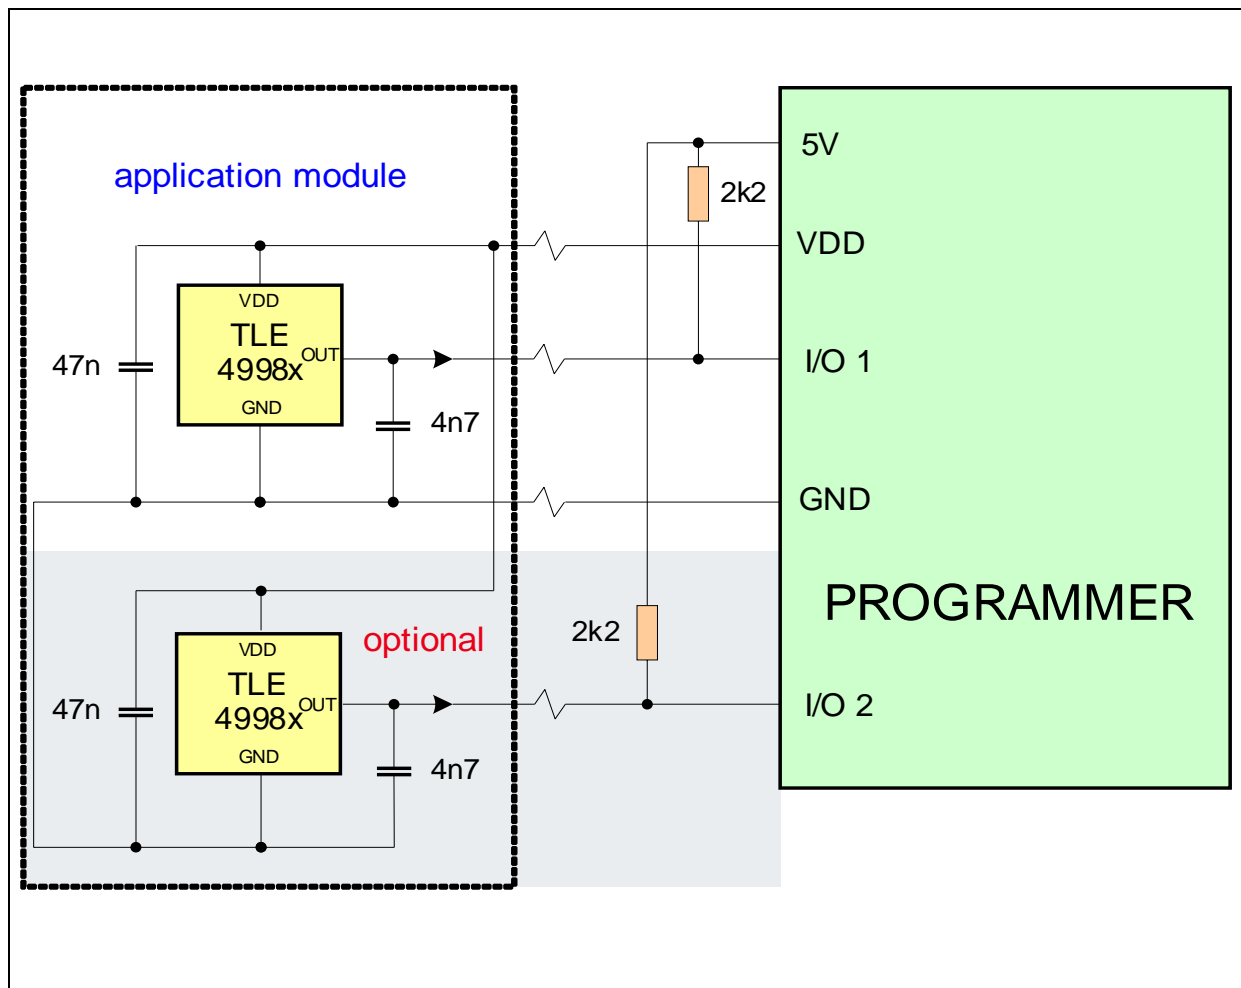 application module
5V
2k2
VDD
VDD
TLE
4998x
OUT
GND
47n
4n7
I/O 1
GND
PROGRAMMER
optional
2k2
VDD
TLE
4998x
OUT
GND
47n
4n7
I/O 2